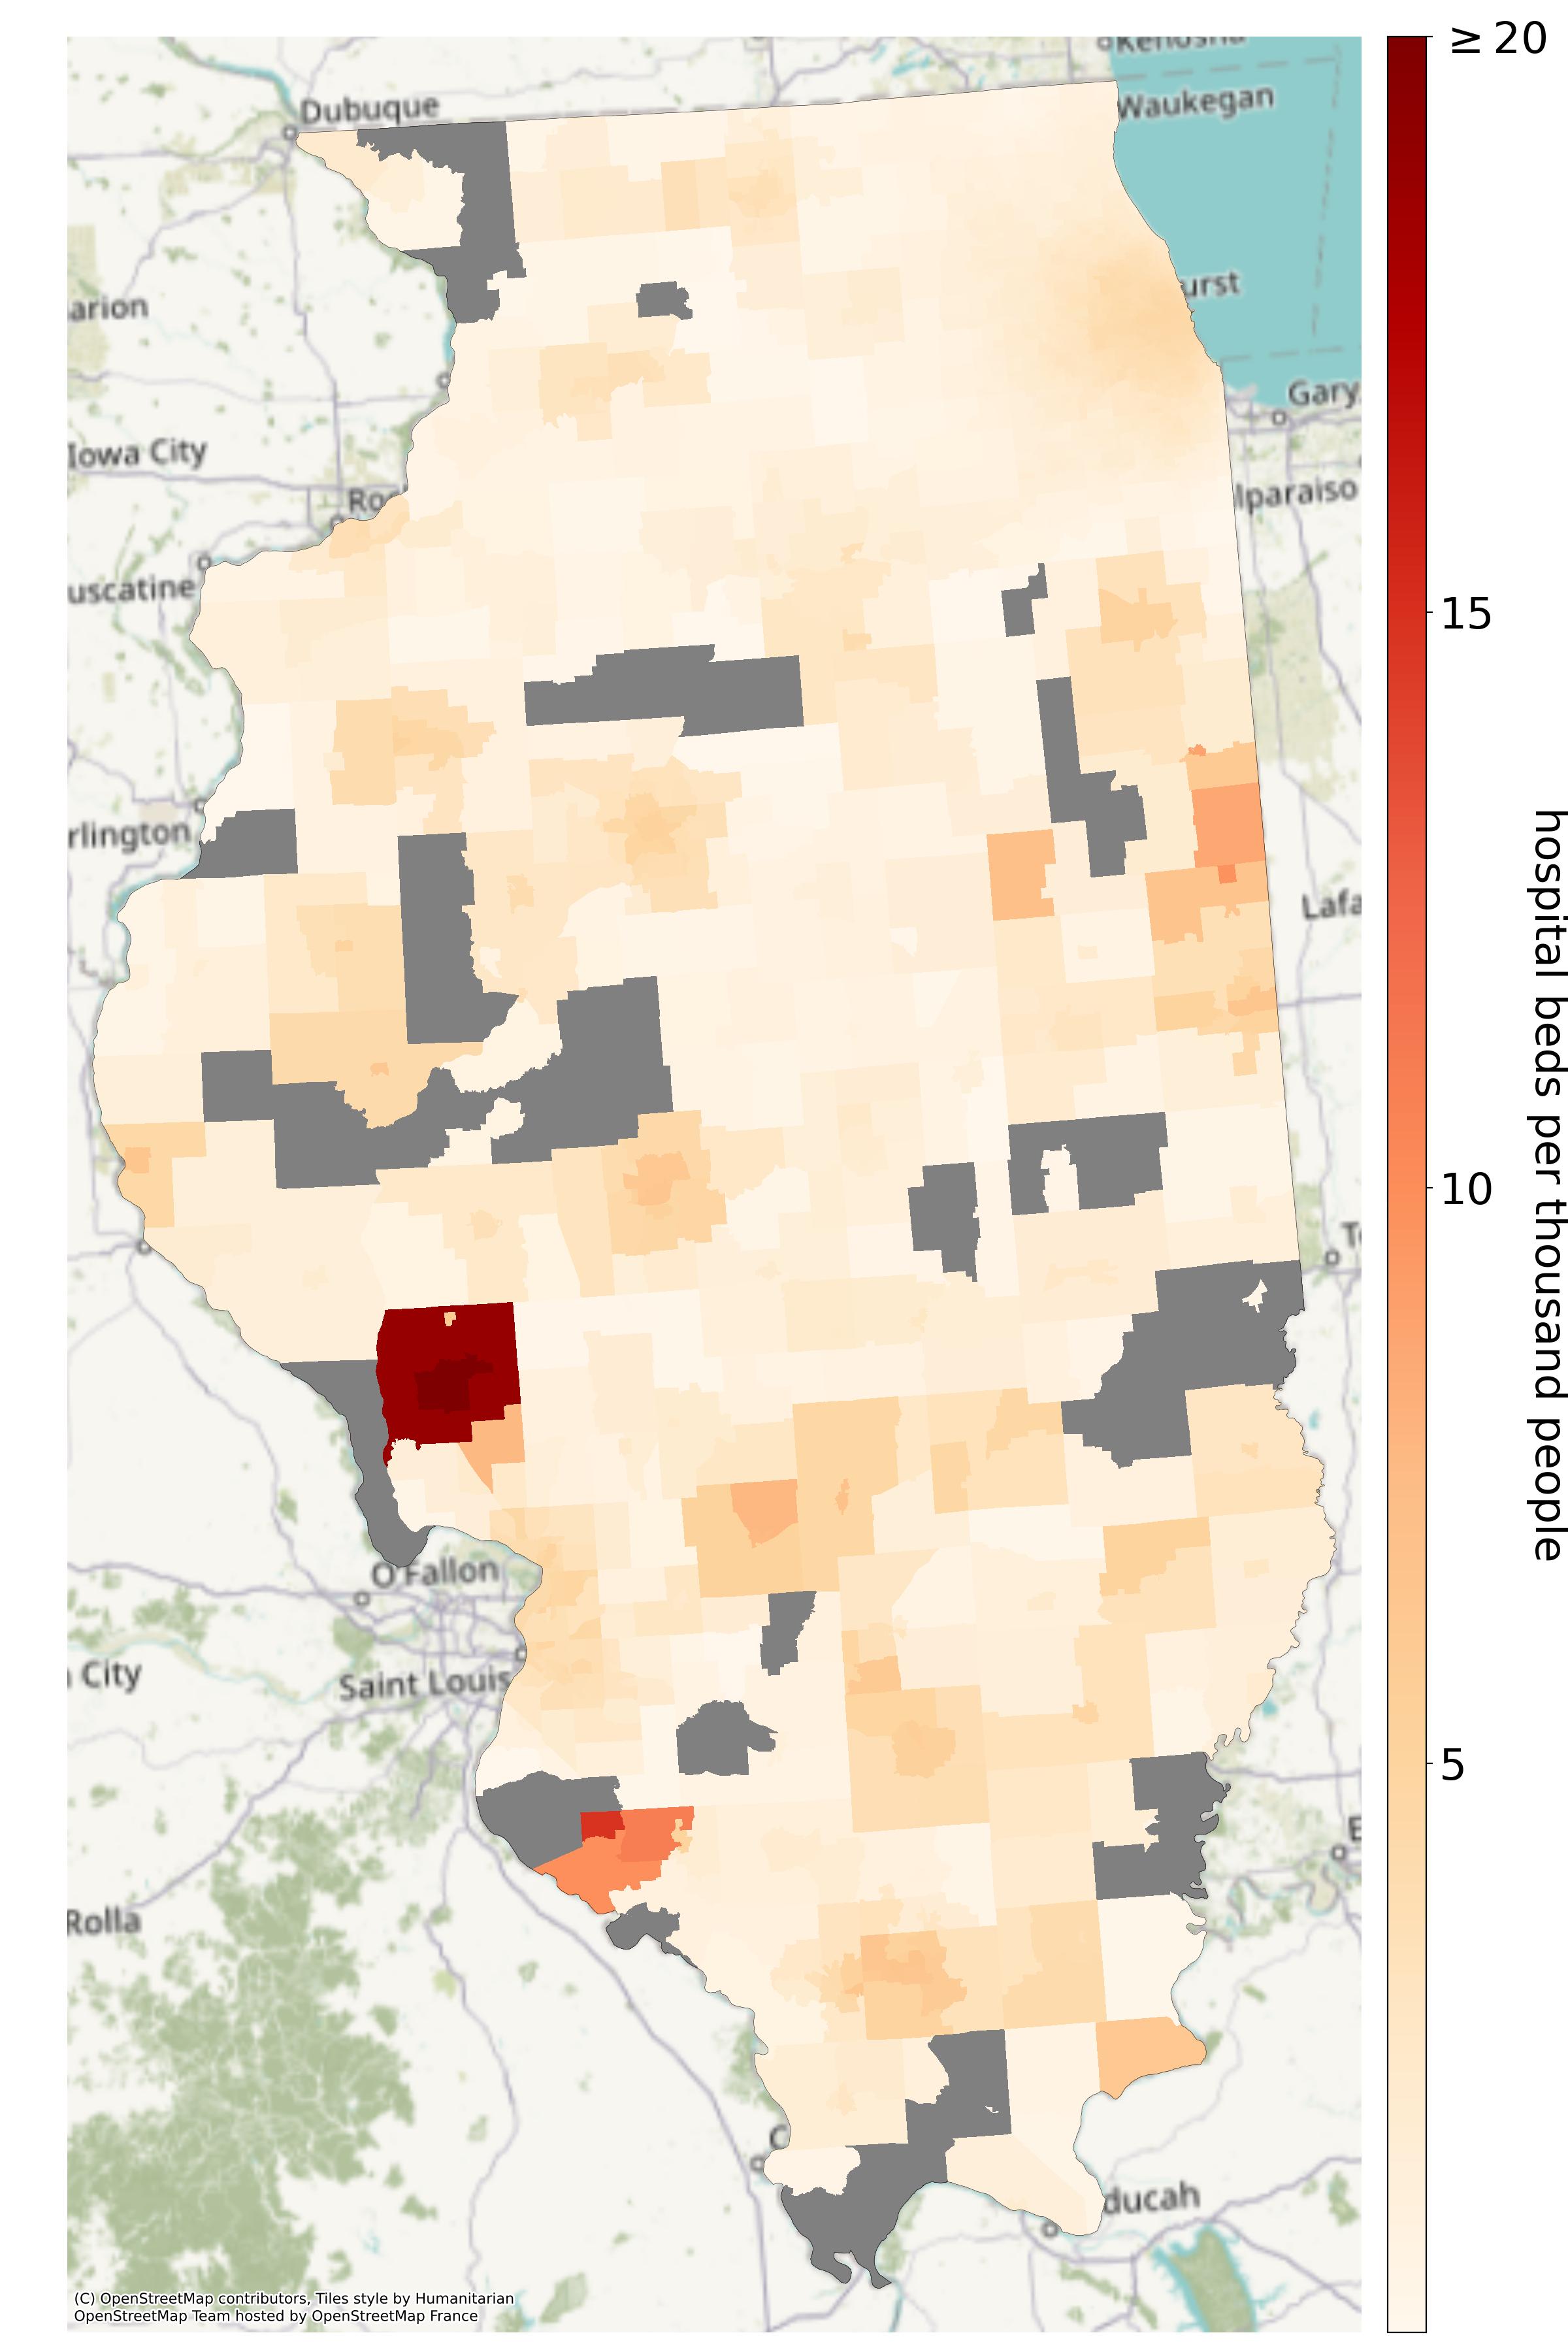 Kenosha
≥ 20
Dubuque
Waukegan
urst
arion
Gary
Iowa City
Roc
lparaiso
uscatine
15
rlington
Lafa
hospital beds per thousand people
10
T
O'Fallon
City
Saint Louis
5
E
Rolla
C
ducah
(C) OpenStreetMap contributors, Tiles style by Humanitarian
OpenStreetMap Team hosted by OpenStreetMap France